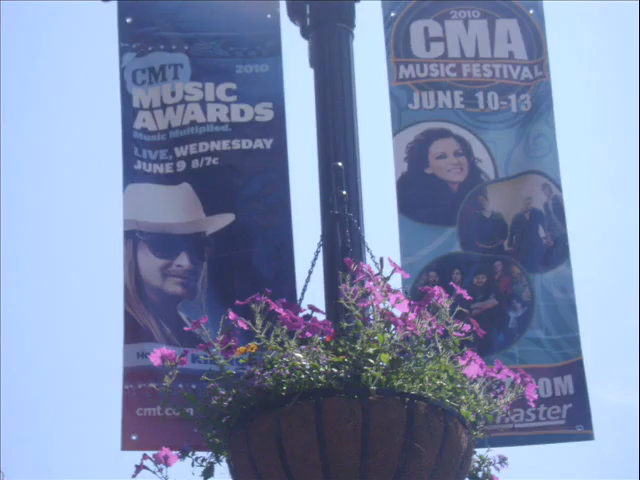 CMT
2010
MUSIC
AWARDS
Music Multiplied.
LIVE, WEDNESDAY
JUNE 9 8/7c
cmt.com
2010
CMA
MUSIC FESTIVAL
JUNE 10-13